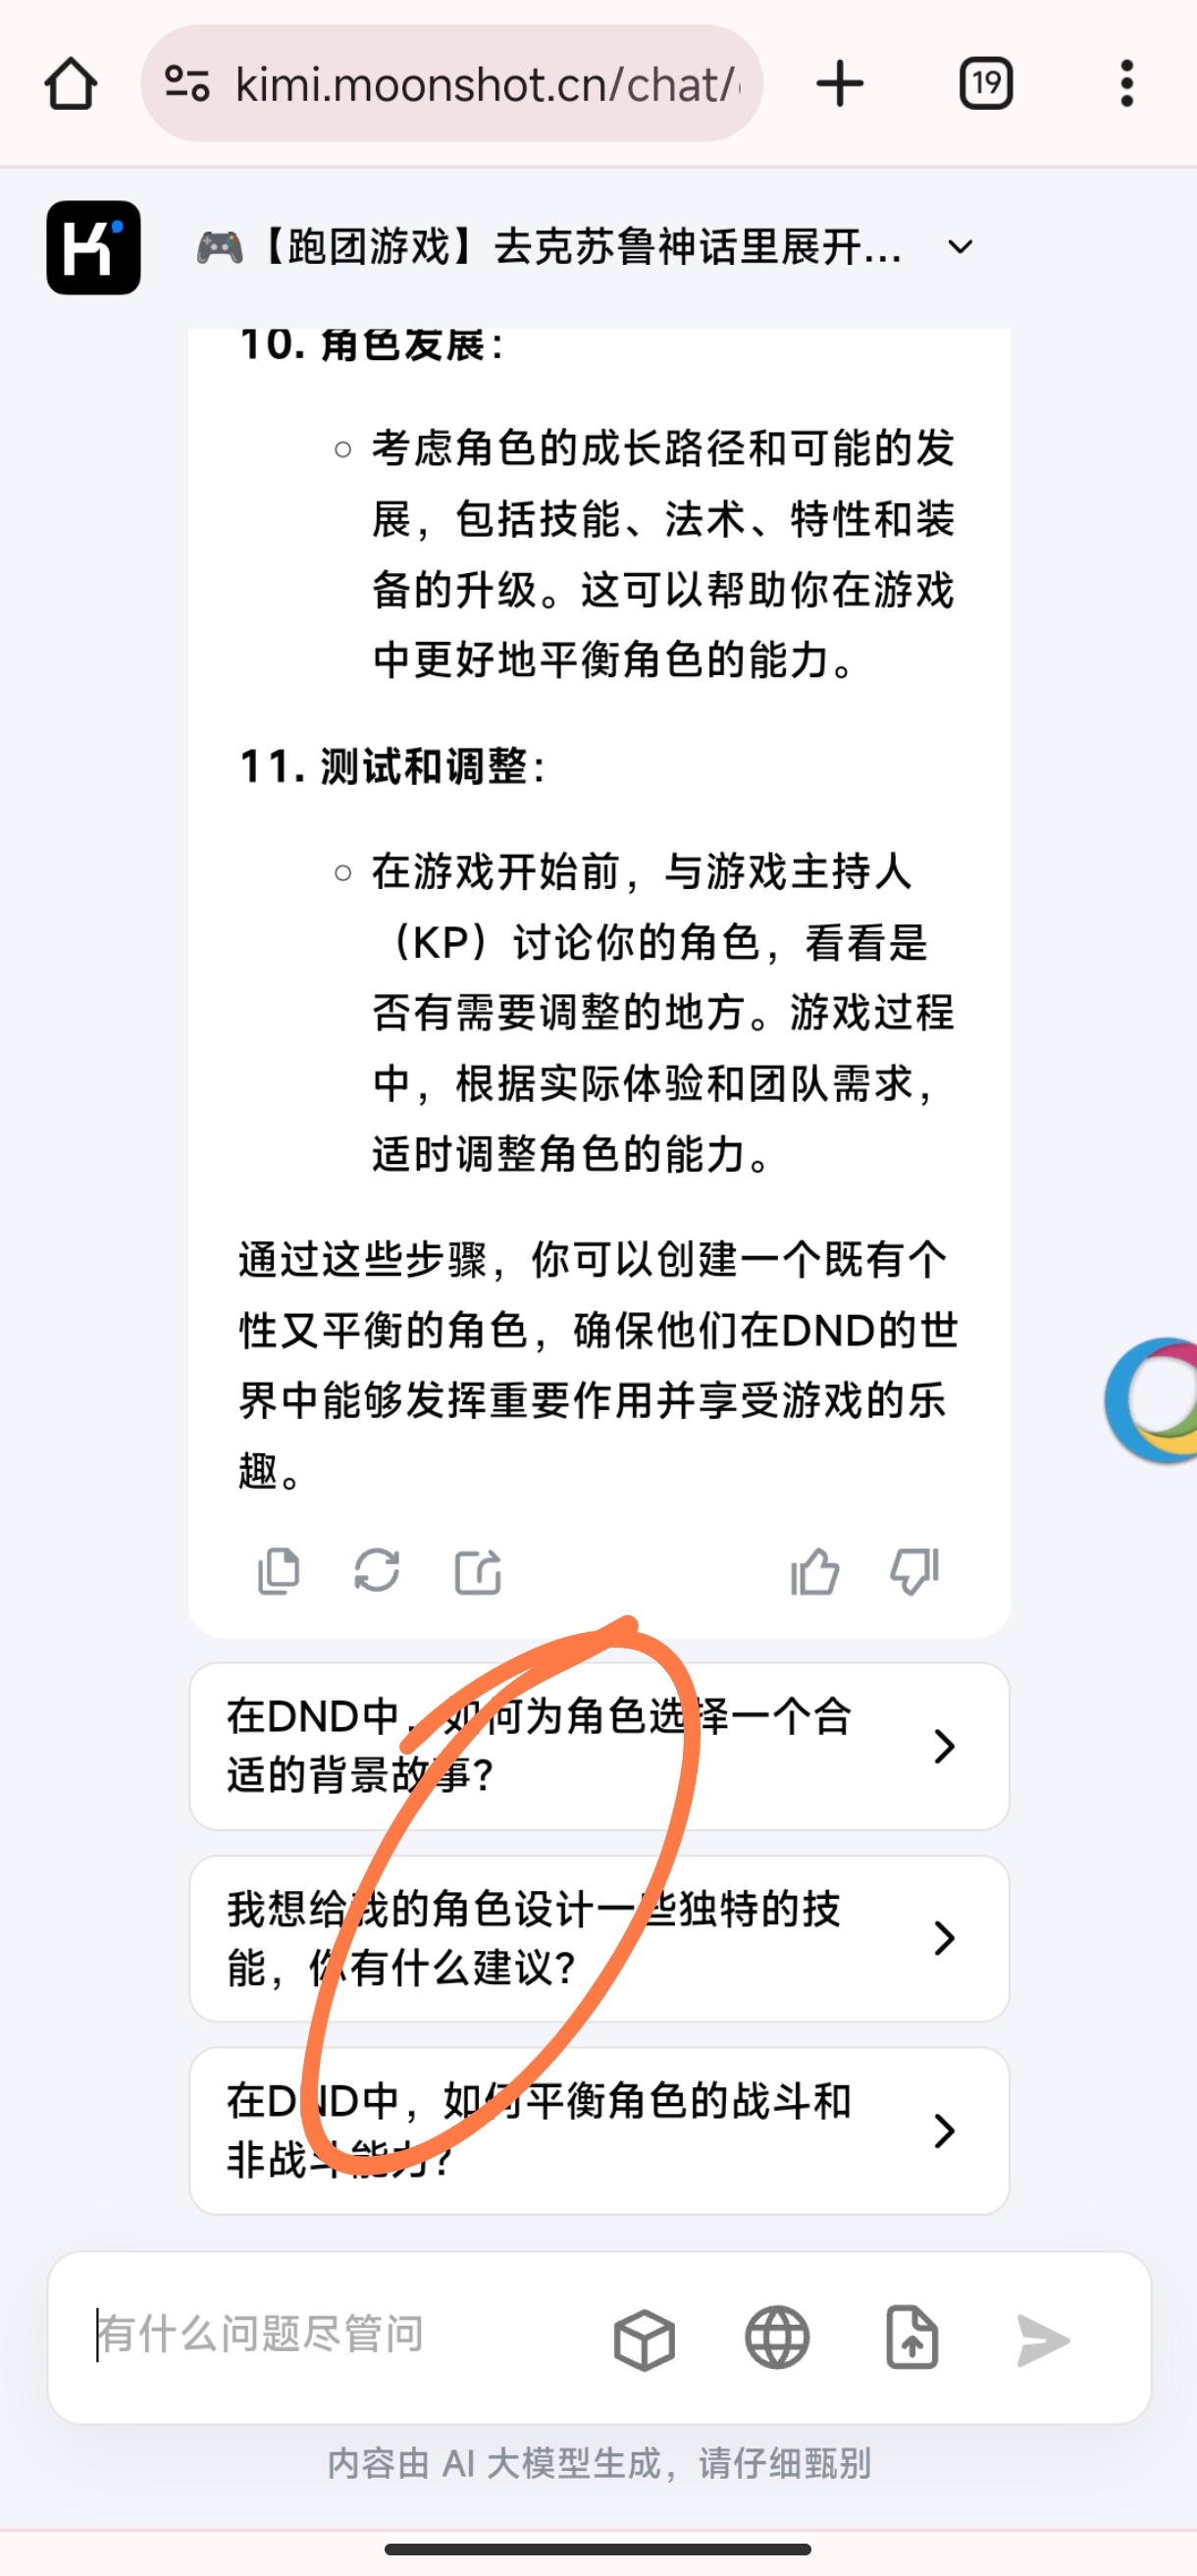 kimi.moonshot.cn/chat/
19
🎮【跑团游戏】去克苏鲁神话里展开...
10. 角色发展：
考虑角色的成长路径和可能的发
展，包括技能、法术、特性和装
备的升级。这可以帮助你在游戏
中更好地平衡角色的能力。
11. 测试和调整：
在游戏开始前，与游戏主持人
（KP）讨论你的角色，看看是
否有需要调整的地方。游戏过程
中，根据实际体验和团队需求，
适时调整角色的能力。
通过这些步骤，你可以创建一个既有个
性又平衡的角色，确保他们在DND的世
界中能够发挥重要作用并享受游戏的乐
趣。
在DND中，如何为角色选择一个合
适的背景故事？
我想给我的角色设计一些独特的技
能，你有什么建议？
在DND中，如何平衡角色的战斗和
非战斗能力？
有什么问题尽管问
内容由 AI 大模型生成，请仔细甄别